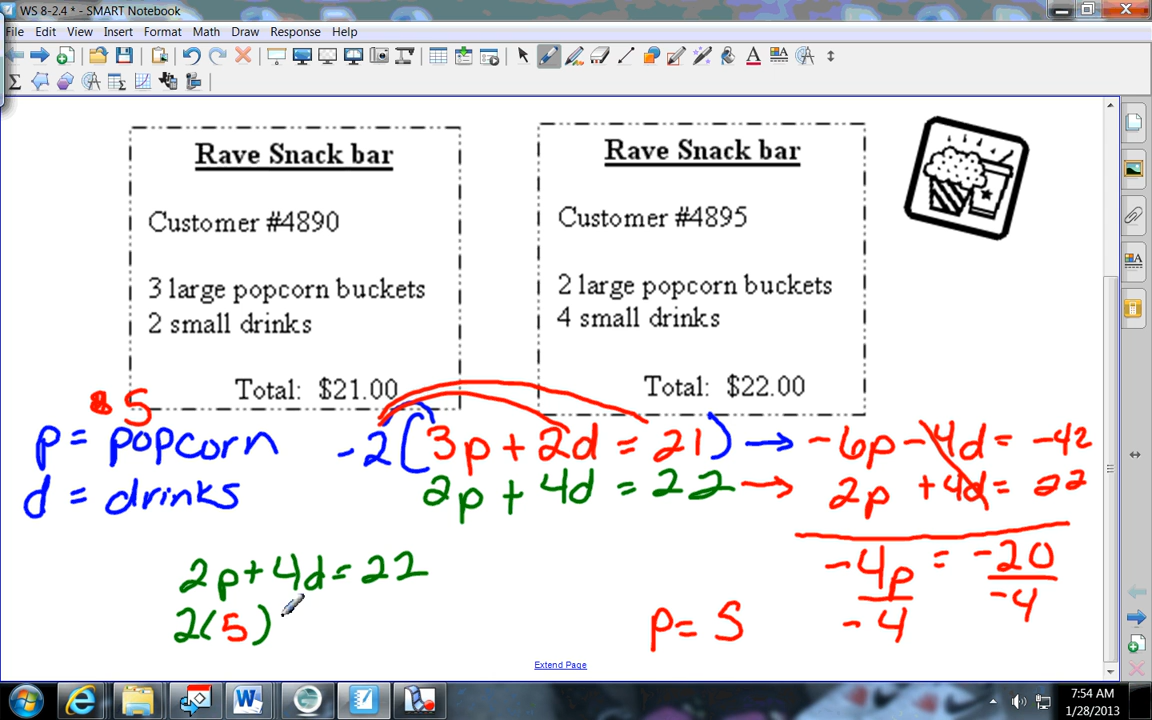 WS 8-2.4 * - SMART Notebook
File Edit View Insert Format Math Draw Response Help
Rave Snack bar
Customer #4890
3 large popcorn buckets
2 small drinks
Total: $21.00
Rave Snack bar
Customer #4895
2 large popcorn buckets
4 small drinks
Total: $22.00
5
p = popcorn
d = drinks
-2(3p + 2d = 21) → -6p - 4d = -42
2p + 4d = 22 → 2p + 4d = 22
-4p = -20
-4 -4
p = 5
2p + 4d = 22
2(5)
Extend Page
7:54 AM
1/28/2013